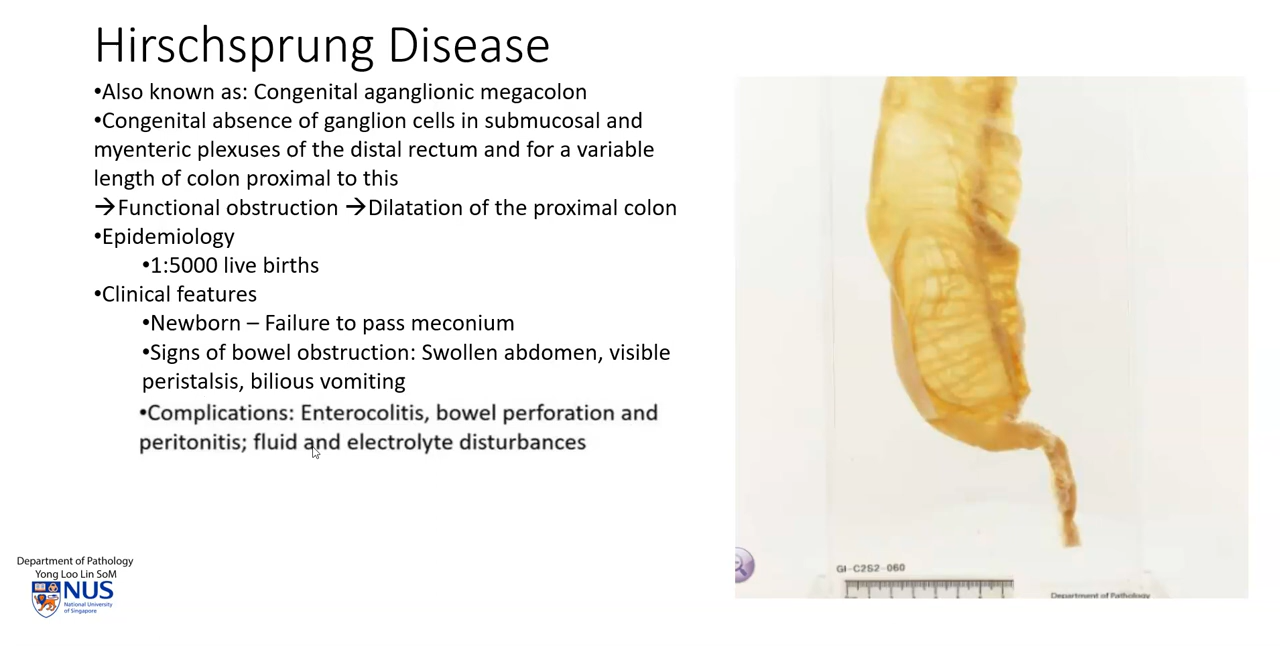 Hirschsprung Disease
•Also known as: Congenital aganglionic megacolon
•Congenital absence of ganglion cells in submucosal and
myenteric plexuses of the distal rectum and for a variable
length of colon proximal to this
→Functional obstruction →Dilatation of the proximal colon
•Epidemiology
•1:5000 live births
•Clinical features
•Newborn – Failure to pass meconium
•Signs of bowel obstruction: Swollen abdomen, visible
peristalsis, bilious vomiting
•Complications: Enterocolitis, bowel perforation and
peritonitis; fluid and electrolyte disturbances
GI-C2S2-060
Department of Pathology
Department of Pathology
Yong Loo Lin SoM
NUS
National University
of Singapore